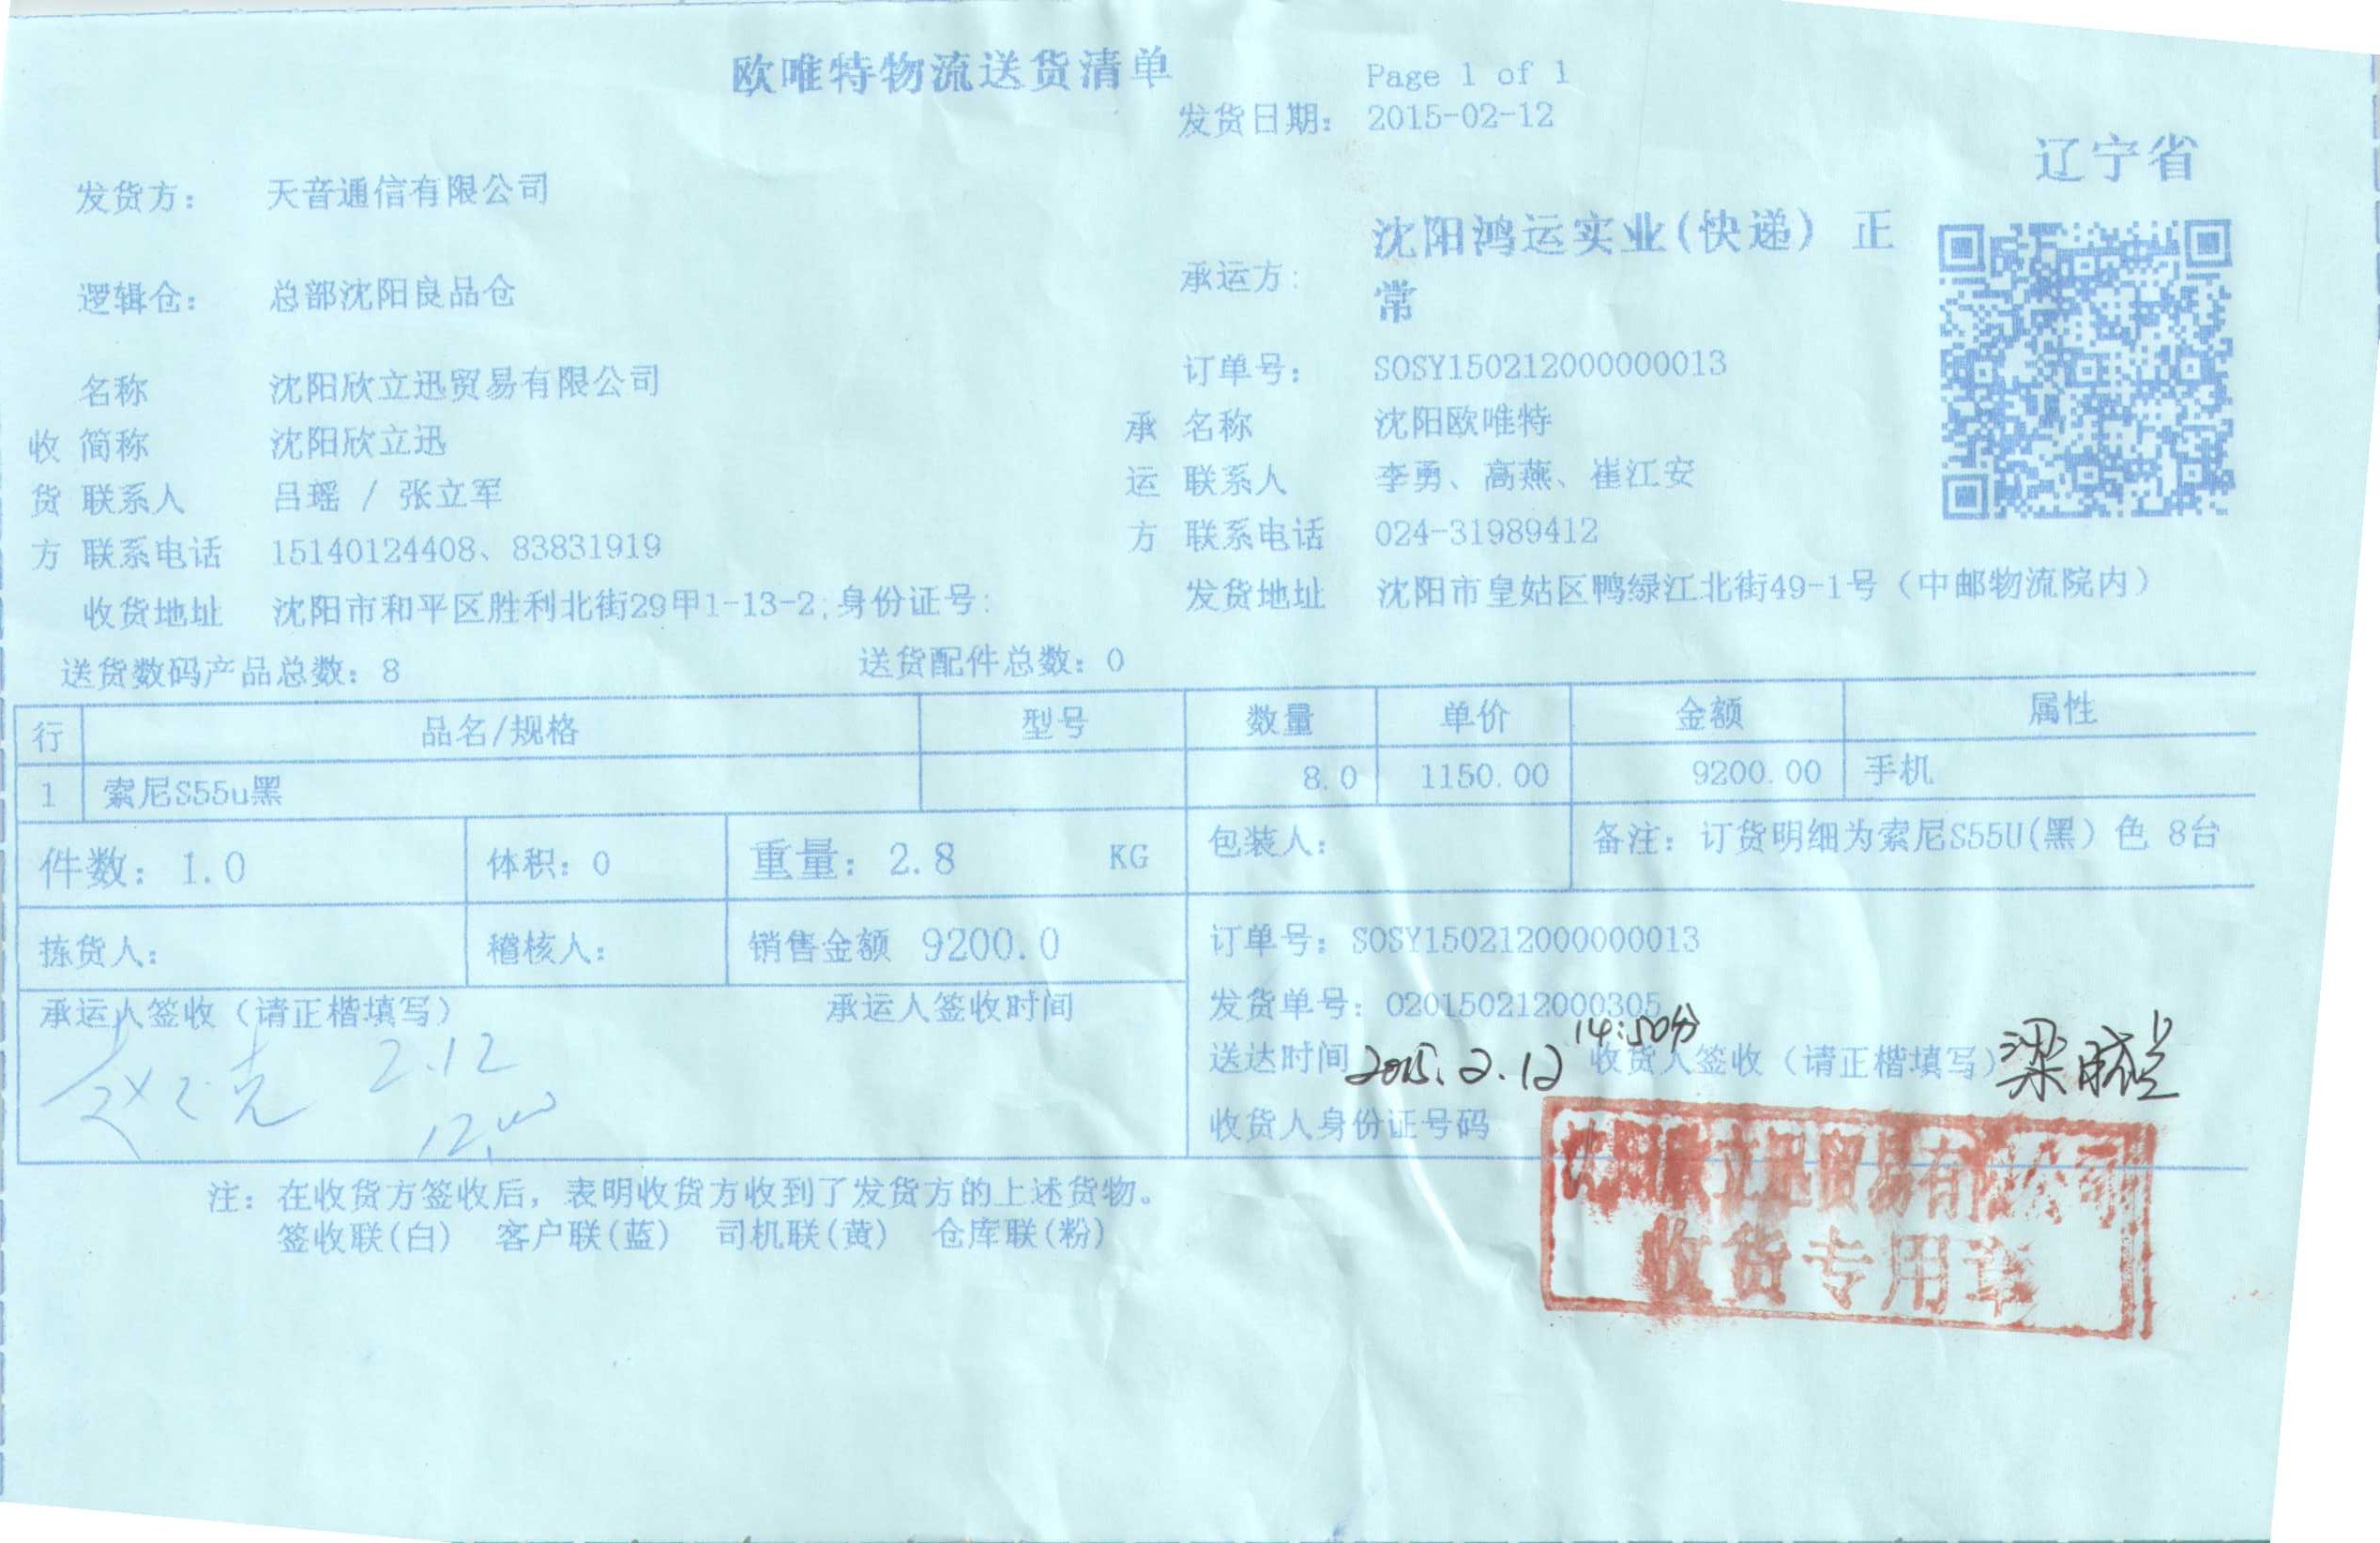 欧唯特物流送货清单
Page 1 of 1
发货日期: 2015-02-12
辽宁省
发货方: 天音通信有限公司
承运方: 沈阳鸿运实业(快递) 正常
逻辑仓: 总部沈阳良品仓
订单号: SOSY150212000000013
收货方
名称 沈阳欣立迅贸易有限公司
简称 沈阳欣立迅
联系人 吕瑶 / 张立军
联系电话 15140124408、83831919
收货地址 沈阳市和平区胜利北街29甲1-13-2;身份证号:
承运方
名称 沈阳欧唯特
联系人 李勇、高燕、崔江安
联系电话 024-31989412
发货地址 沈阳市皇姑区鸭绿江北街49-1号(中邮物流院内)
送货数码产品总数: 8 送货配件总数: 0
行 品名/规格 型号 数量 单价 金额 属性
1 索尼S55u黑 8.0 1150.00 9200.00 手机
件数: 1.0 体积: 0 重量: 2.8 KG 包装人: 备注: 订货明细为索尼S55U(黑)色 8台
拣货人: 稽核人: 销售金额 9200.0 订单号: SOSY150212000000013
承运人签收(请正楷填写) 承运人签收时间
2.12
发货单号: 020150212000305
送达时间 2015.2.12 14:50分 收货人签收(请正楷填写)
收货人身份证号码
沈阳欣立迅贸易有限公司
收货专用章
注: 在收货方签收后, 表明收货方收到了发货方的上述货物。
签收联(白) 客户联(蓝) 司机联(黄) 仓库联(粉)